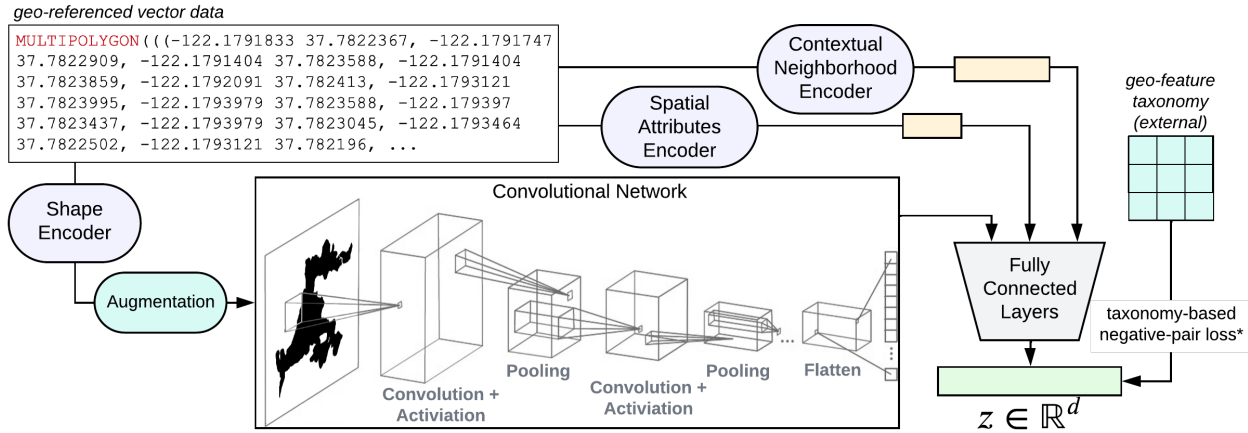 geo-referenced vector data
MULTIPOLYGON(((-122.1791833 37.7822367, -122.1791747
37.7822909, -122.1791404 37.7823588, -122.1791404
37.7823859, -122.1792091 37.782413, -122.1793121
37.7823995, -122.1793979 37.7823588, -122.179397
37.7823437, -122.1793979 37.7823045, -122.1793464
37.7822502, -122.1793121 37.782196, ...
Contextual
Neighborhood
Encoder
Spatial
Attributes
Encoder
geo-feature
taxonomy
(external)
Shape
Encoder
Augmentation
Convolutional Network
Convolution +
Activiation
Pooling
Convolution +
Activiation
Pooling
...
Flatten
Fully
Connected
Layers
taxonomy-based
negative-pair loss*
z ∈ ℝ^d